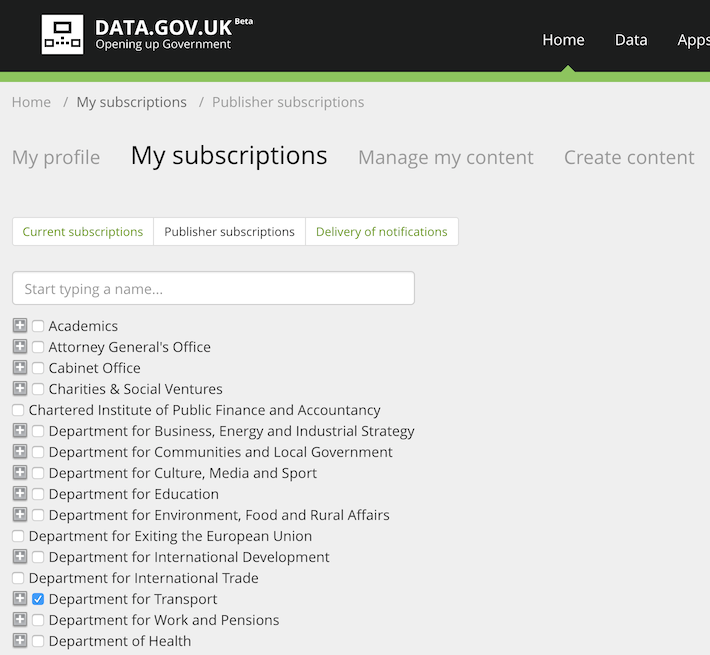 DATA.GOV.UK Beta
Opening up Government
Home Data Apps
Home / My subscriptions / Publisher subscriptions
My profile My subscriptions Manage my content Create content
Current subscriptions Publisher subscriptions Delivery of notifications
Start typing a name...
Academics
Attorney General's Office
Cabinet Office
Charities & Social Ventures
Chartered Institute of Public Finance and Accountancy
Department for Business, Energy and Industrial Strategy
Department for Communities and Local Government
Department for Culture, Media and Sport
Department for Education
Department for Environment, Food and Rural Affairs
Department for Exiting the European Union
Department for International Development
Department for International Trade
Department for Transport
Department for Work and Pensions
Department of Health